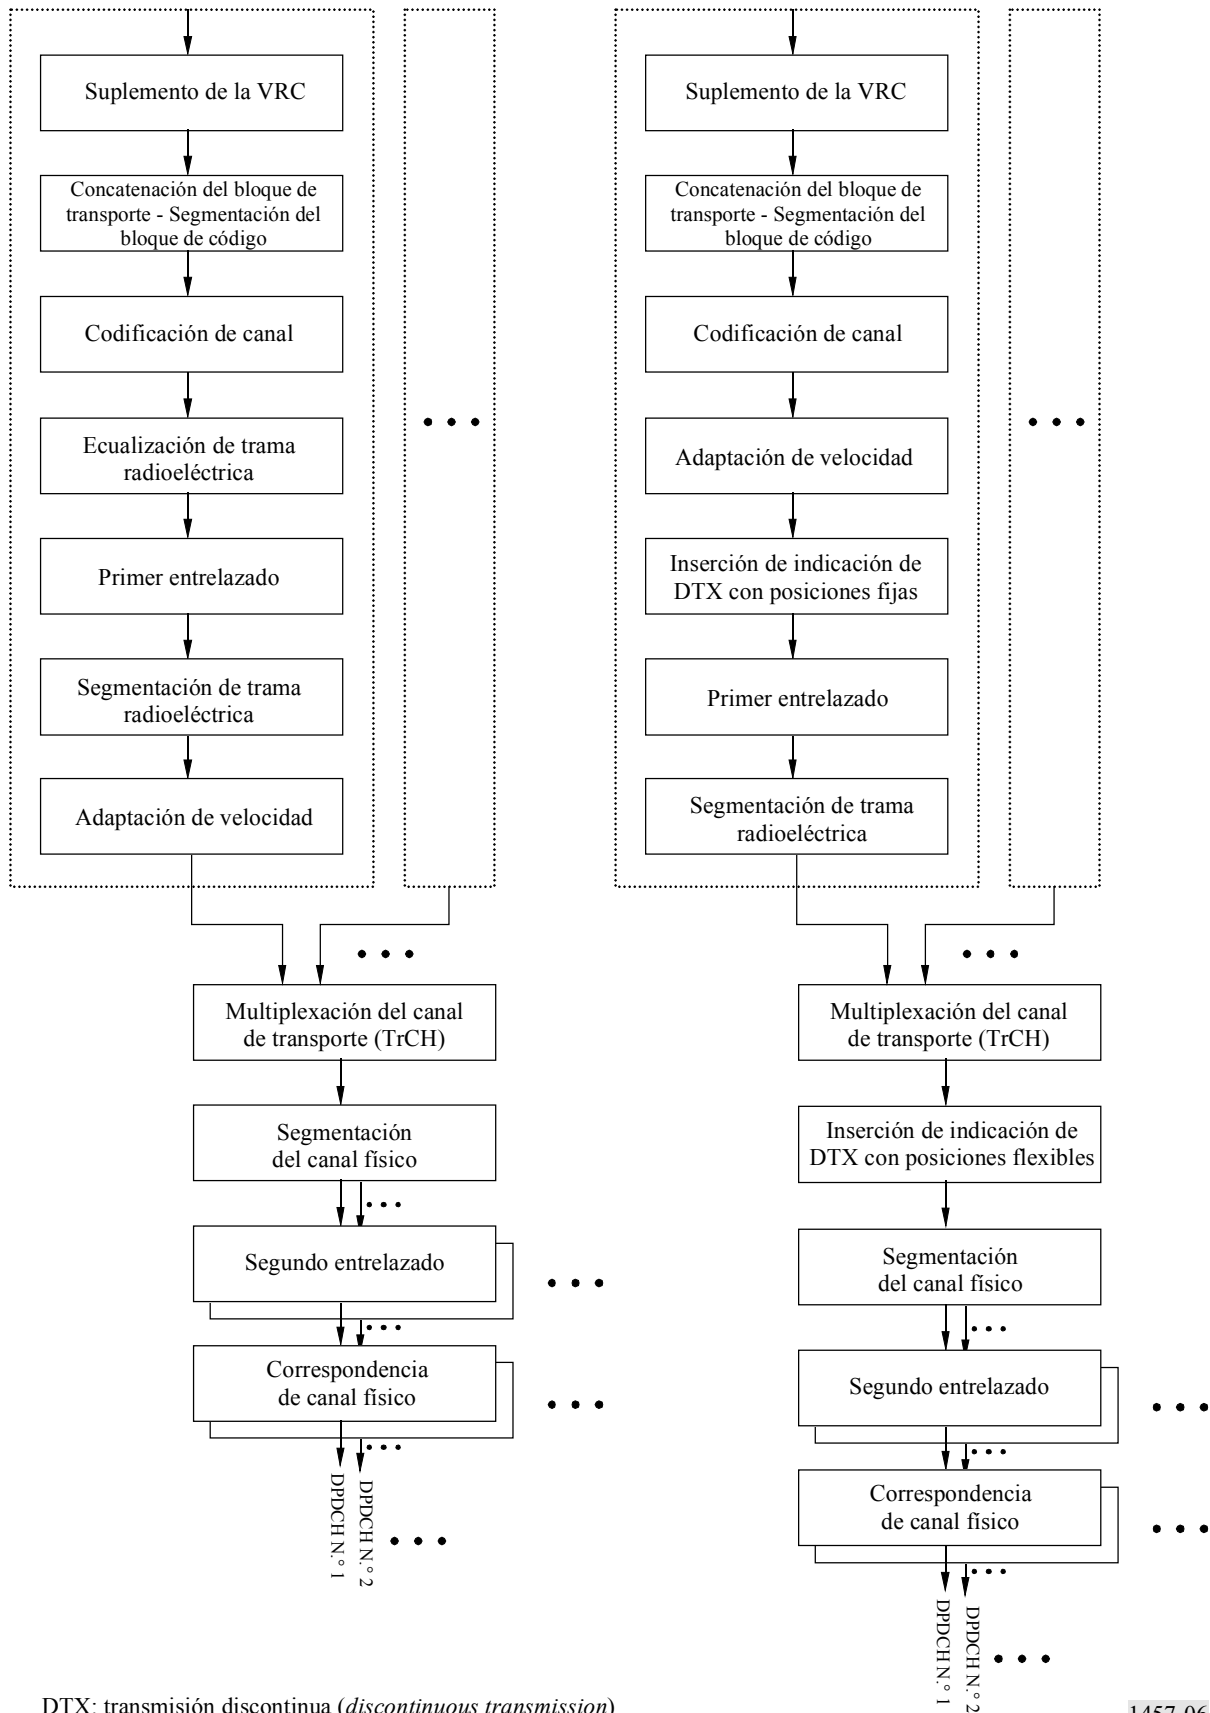 Suplemento de la VRC
Concatenación del bloque de
transporte - Segmentación del
bloque de código
Codificación de canal
Ecualización de trama
radioeléctrica
Primer entrelazado
Segmentación de trama
radioeléctrica
Adaptación de velocidad
Multiplexación del canal
de transporte (TrCH)
Segmentación
del canal físico
Segundo entrelazado
Correspondencia
de canal físico
DPDCH N.° 1
DPDCH N.° 2
Suplemento de la VRC
Concatenación del bloque de
transporte - Segmentación del
bloque de código
Codificación de canal
Adaptación de velocidad
Inserción de indicación de
DTX con posiciones fijas
Primer entrelazado
Segmentación de trama
radioeléctrica
Multiplexación del canal
de transporte (TrCH)
Inserción de indicación de
DTX con posiciones flexibles
Segmentación
del canal físico
Segundo entrelazado
Correspondencia
de canal físico
DPDCH N.° 1
DPDCH N.° 2
DTX: transmisión discontinua (discontinuous transmission)
1457-06